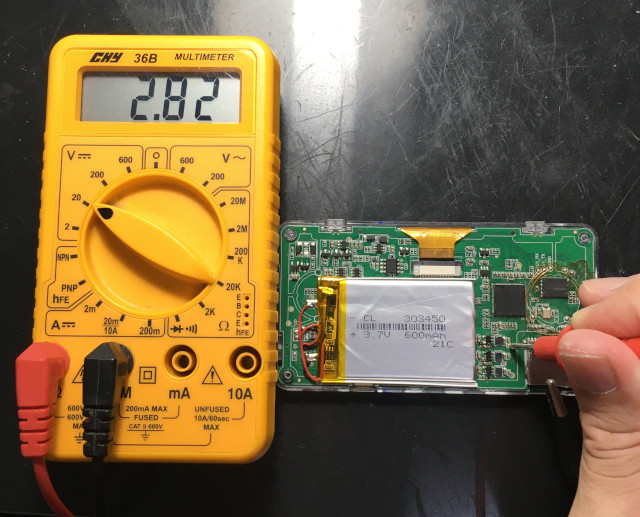 CHY 36B MULTIMETER
2.82
V
600
600
V
200
200
20
20M
2
2M
200
K
NPN
20K
PNP
hFE
2K
2m
A
20m
10A
200m
Ω
E
B
C
E
hFE
mA
10A
200mA MAX
FUSED
CAT II 600V
UNFUSED
10A/60sec
MAX
CL 303450
+ 3.7V 600mAh
21C